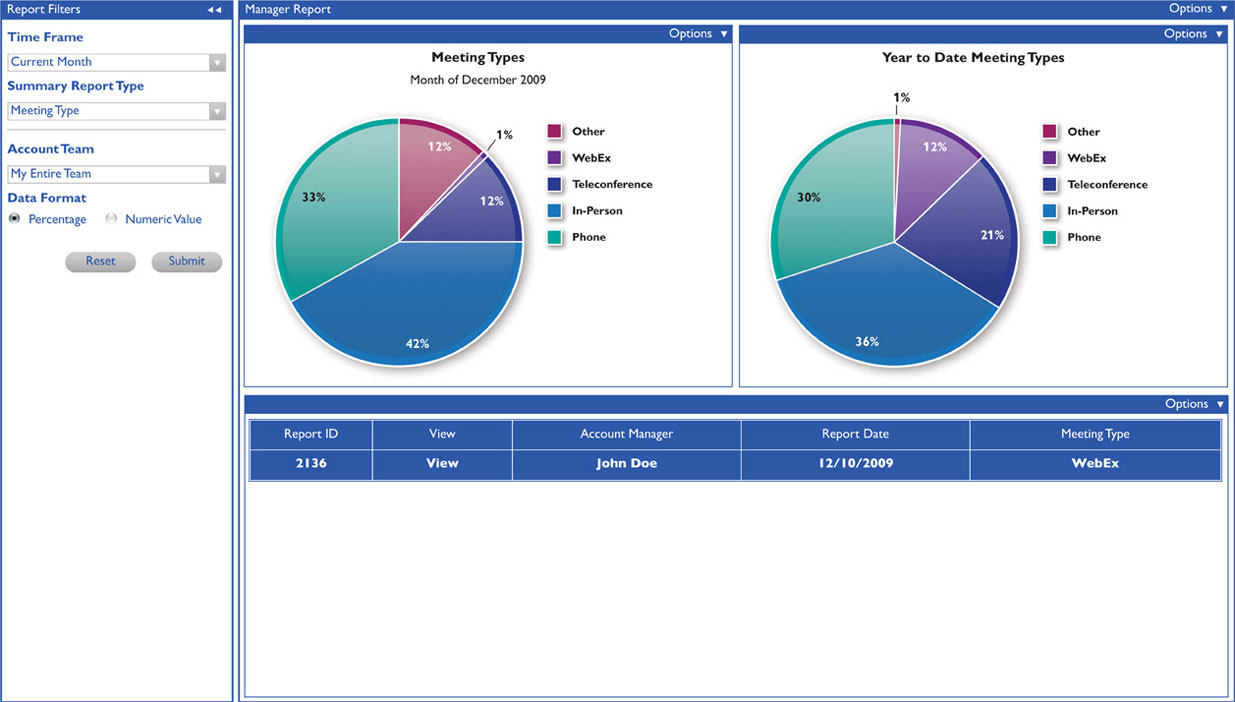 Report Filters
Time Frame
Current Month
Summary Report Type
Meeting Type
Account Team
My Entire Team
Data Format
Percentage Numeric Value
Reset Submit
Manager Report Options
Options
Meeting Types
Month of December 2009
12%
1%
12%
42%
33%
Other
WebEx
Teleconference
In-Person
Phone
Options
Year to Date Meeting Types
1%
12%
21%
36%
30%
Other
WebEx
Teleconference
In-Person
Phone
Options
Report ID View Account Manager Report Date Meeting Type
2136 View John Doe 12/10/2009 WebEx